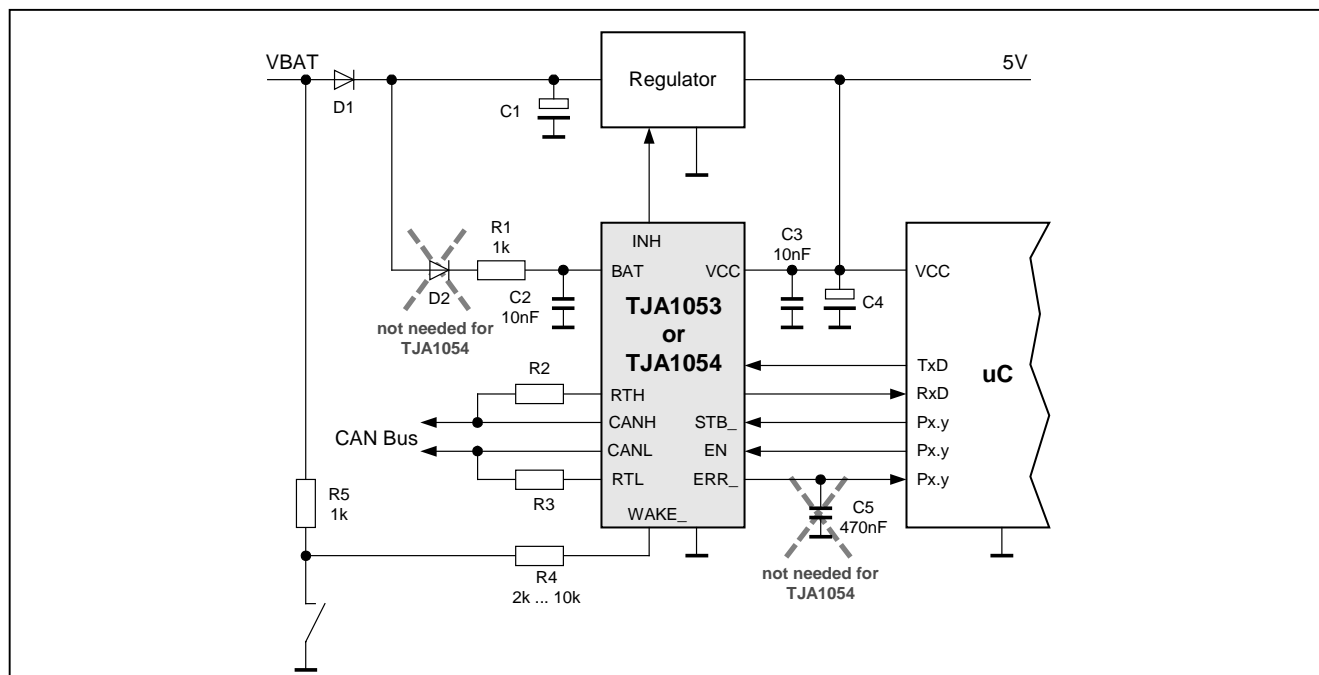 VBAT
D1
C1
Regulator
5V
R1
1k
D2
not needed for
TJA1054
C2
10nF
INH
BAT
VCC
TJA1053
or
TJA1054
C3
10nF
C4
VCC
uC
TxD
RxD
Px.y
Px.y
Px.y
R2
RTH
CANH
CANL
RTL
CAN Bus
R3
STB_
EN
ERR_
WAKE_
C5
470nF
not needed for
TJA1054
R5
1k
R4
2k ... 10k